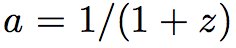 a = 1/(1 + z)